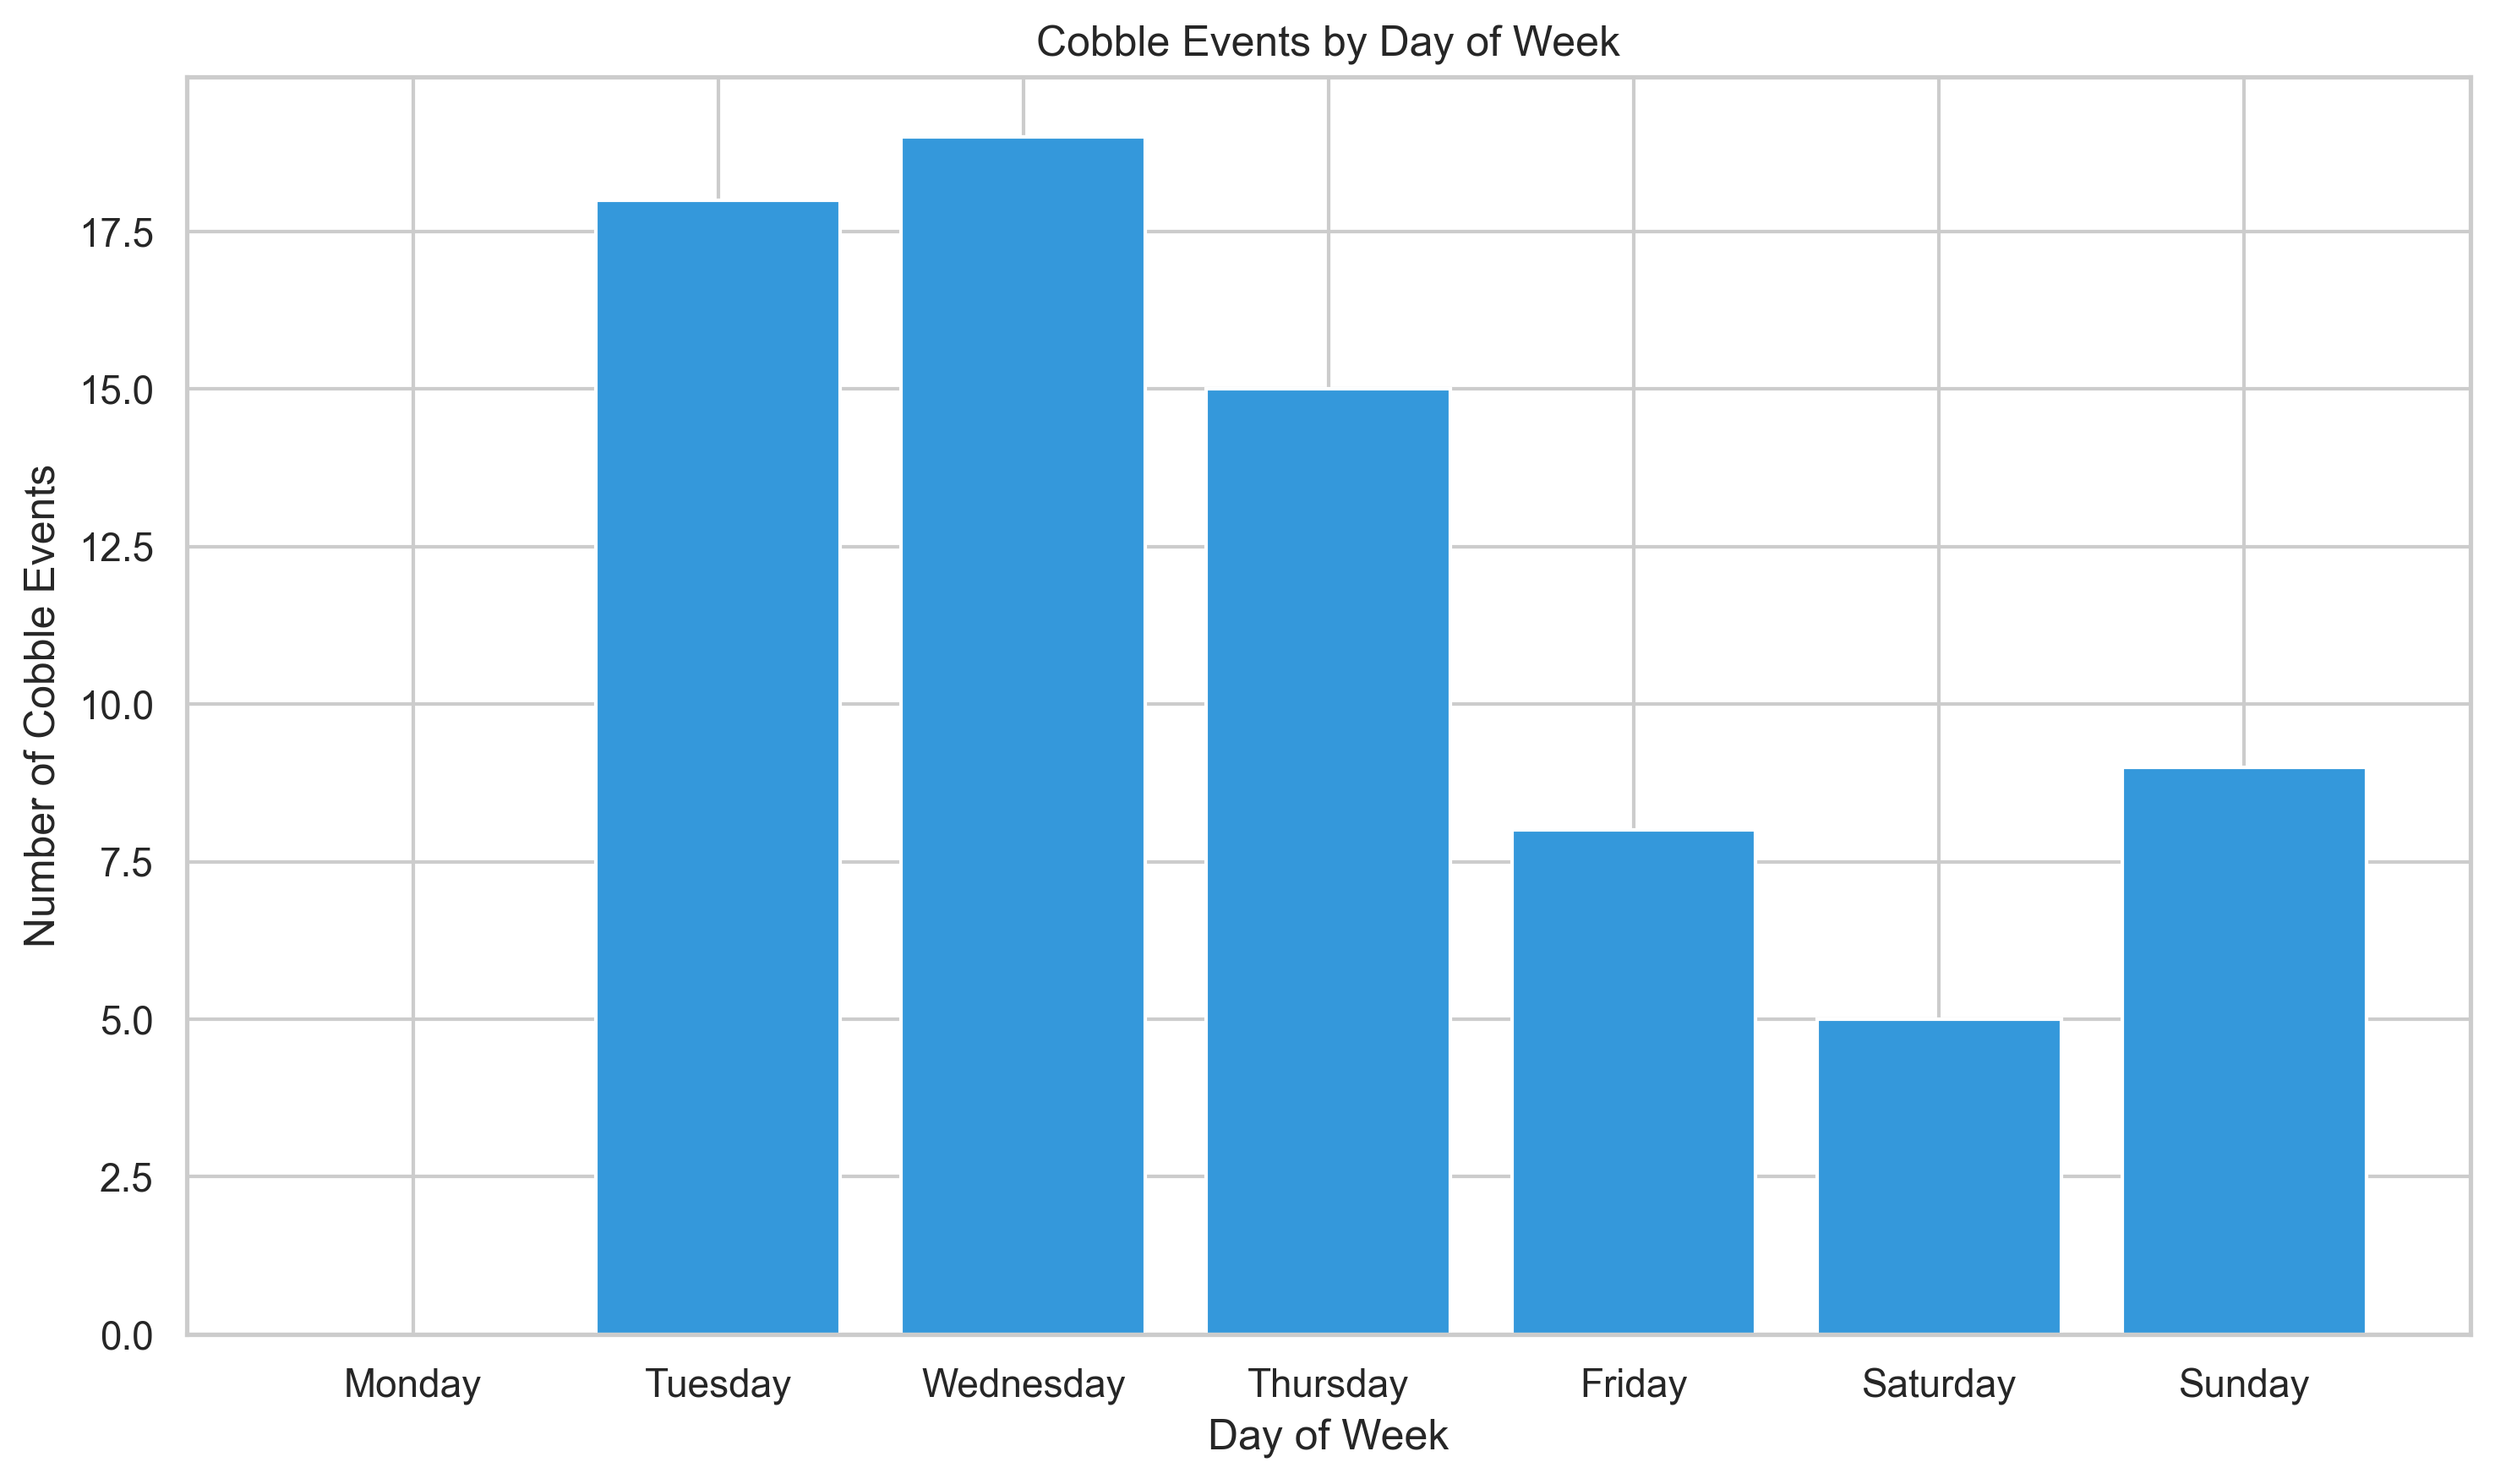 Cobble Events by Day of Week
Number of Cobble Events
17.5
15.0
12.5
10.0
7.5
5.0
2.5
0.0
Monday Tuesday Wednesday Thursday Friday Saturday Sunday
Day of Week